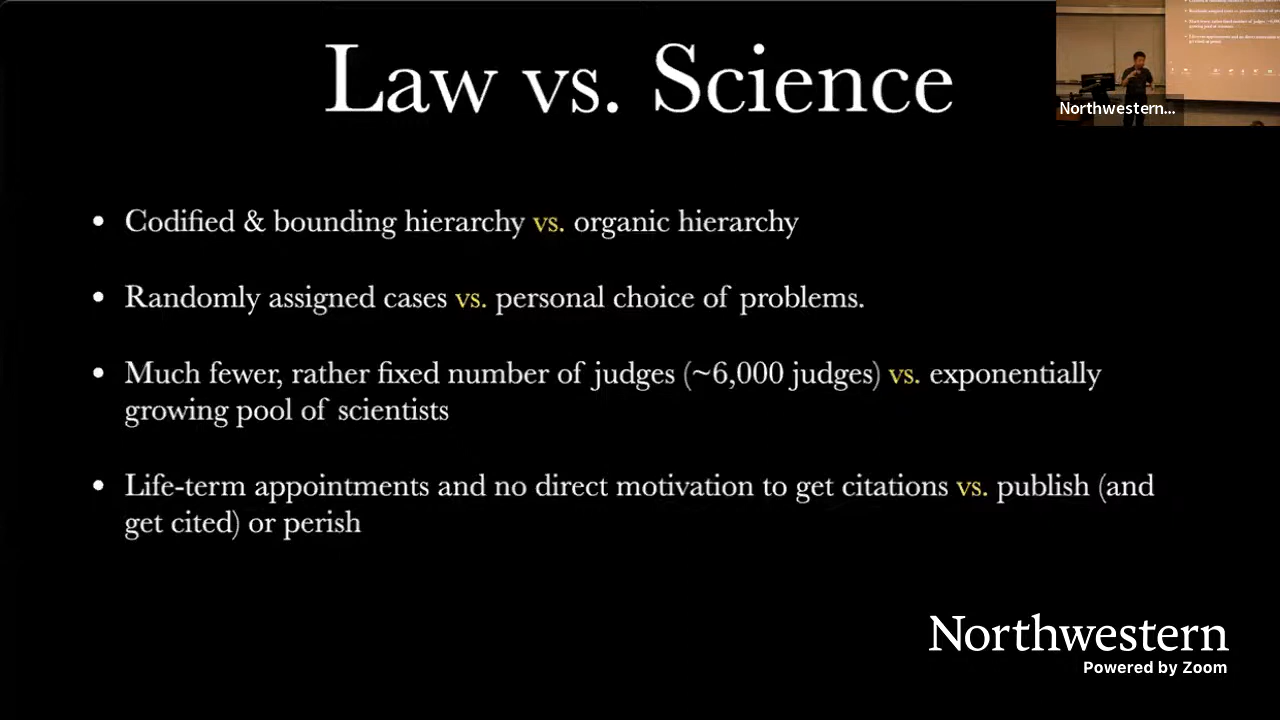 Law vs. Science
Northwestern...
• Codified & bounding hierarchy vs. organic hierarchy
• Randomly assigned cases vs. personal choice of problems.
• Much fewer, rather fixed number of judges (~6,000 judges) vs. exponentially
growing pool of scientists
• Life-term appointments and no direct motivation to get citations vs. publish (and
get cited) or perish
Northwestern
Powered by Zoom